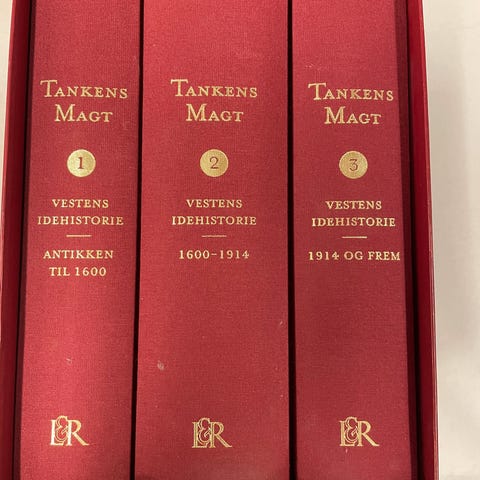 TANKENS
MAGT
1
VESTENS
IDEHISTORIE
ANTIKKEN
TIL 1600
L&R
TANKENS
MAGT
2
VESTENS
IDEHISTORIE
1600-1914
L&R
TANKENS
MAGT
3
VESTENS
IDEHISTORIE
1914 OG FREM
L&R